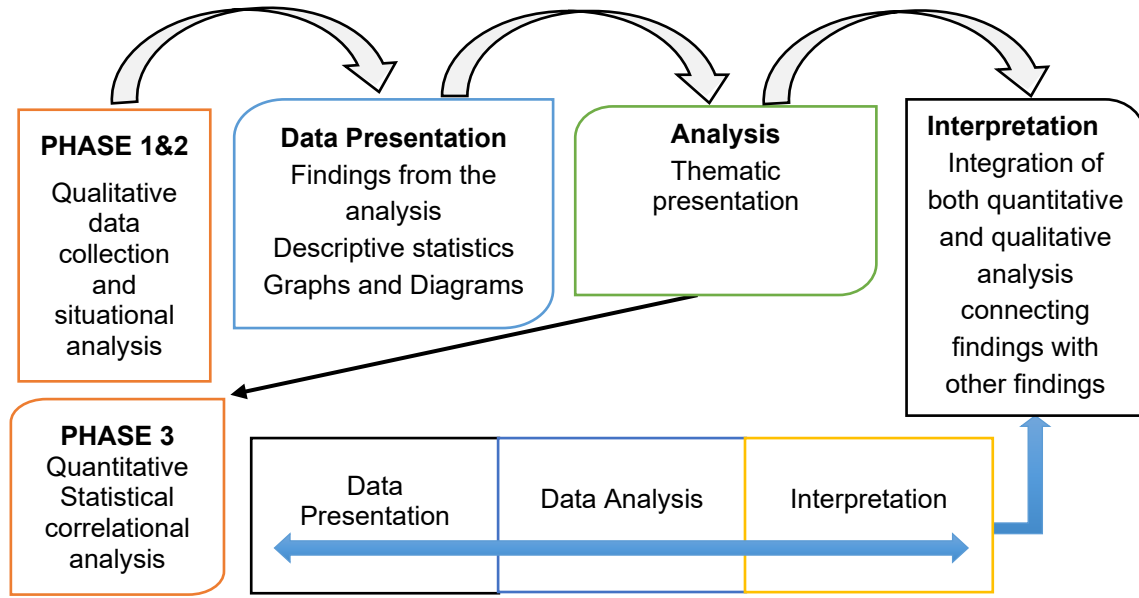 PHASE 1&2
Qualitative
data
collection
and
situational
analysis
Data Presentation
Findings from the
analysis
Descriptive statistics
Graphs and Diagrams
Analysis
Thematic
presentation
Interpretation
Integration of
both quantitative
and qualitative
analysis
connecting
findings with
other findings
PHASE 3
Quantitative
Statistical
correlational
analysis
Data
Presentation
Data Analysis
Interpretation